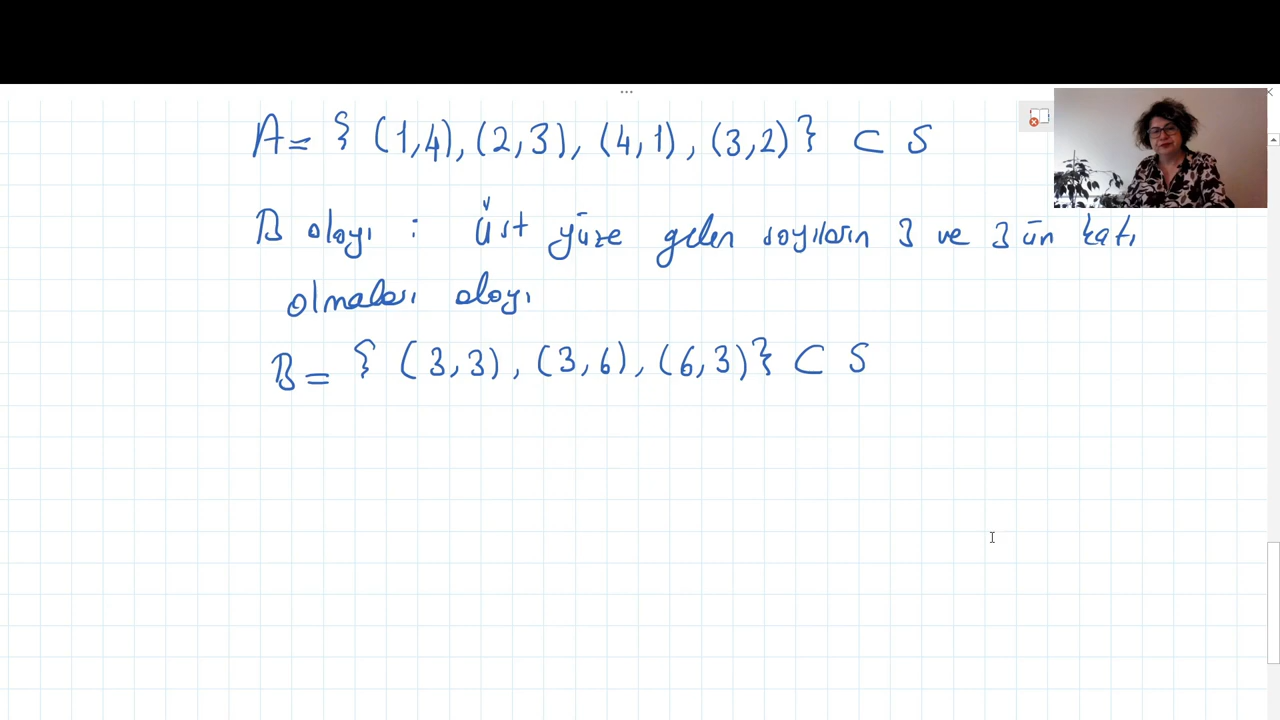 A = { (1,4), (2,3), (4,1), (3,2) } ⊂ S
B olayı : üst yüze gelen sayıların 3 ve 3 ün katı
olmaları olayı
B = { (3,3), (3,6), (6,3) } ⊂ S